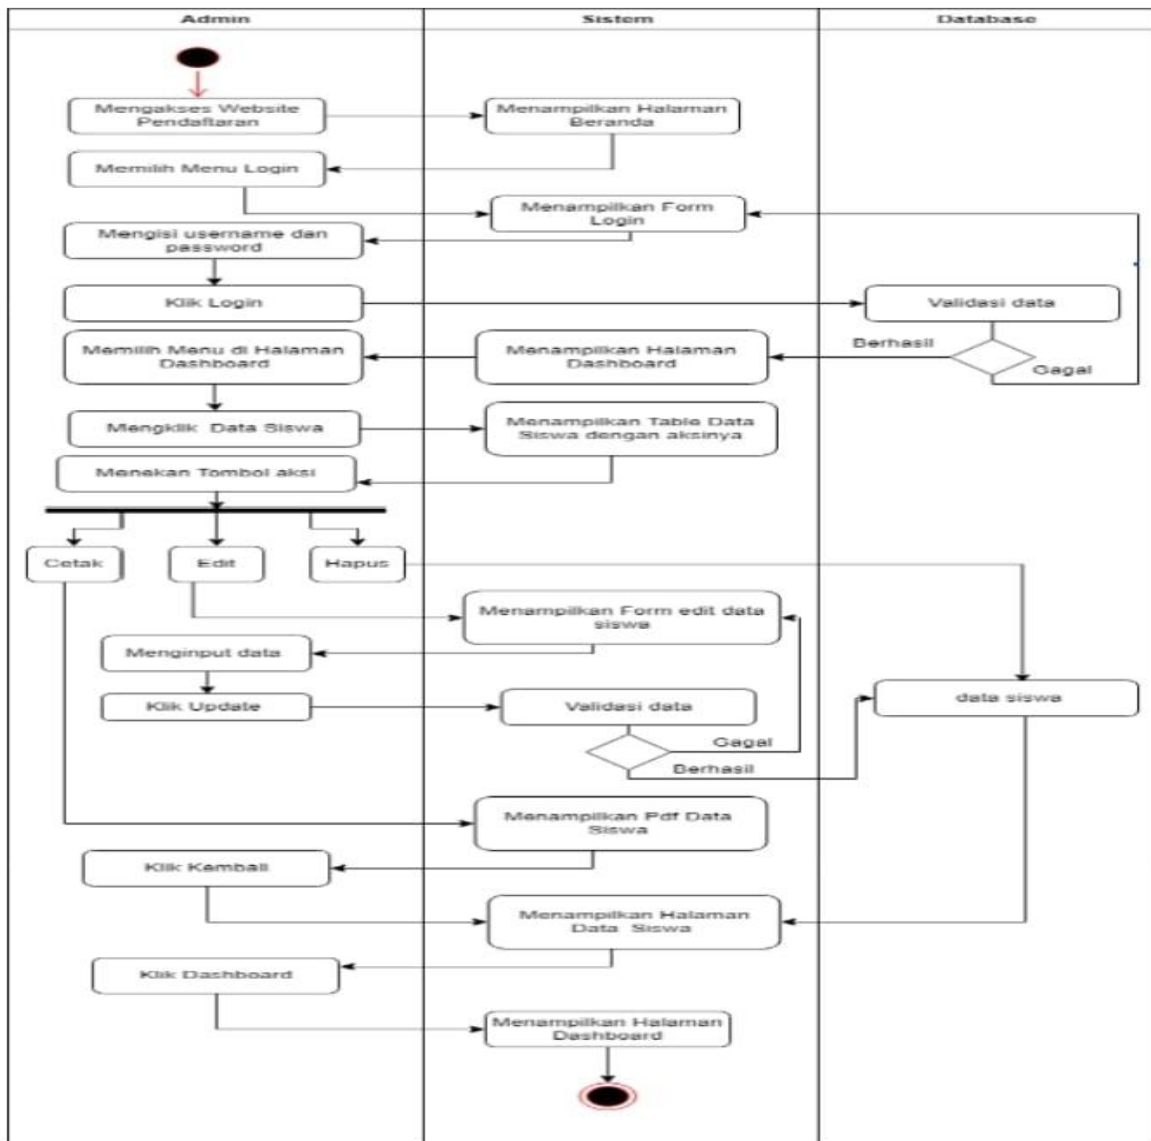 Admin
Sistem
Database
Mengakses Website
Pendaftaran
Menampilkan Halaman
Beranda
Memilih Menu Login
Menampilkan Form
Login
Mengisi username dan
password
Klik Login
Validasi data
Berhasil
Gagal
Memilih Menu di Halaman
Dashboard
Menampilkan Halaman
Dashboard
Mengklik Data Siswa
Menampilkan Table Data
Siswa dengan aksinya
Menekan Tombol aksi
Cetak
Edit
Hapus
Menampilkan Form edit data
siswa
Menginput data
Klik Update
Validasi data
data siswa
Gagal
Berhasil
Menampilkan Pdf Data
Siswa
Klik Kembali
Menampilkan Halaman
Data Siswa
Klik Dashboard
Menampilkan Halaman
Dashboard